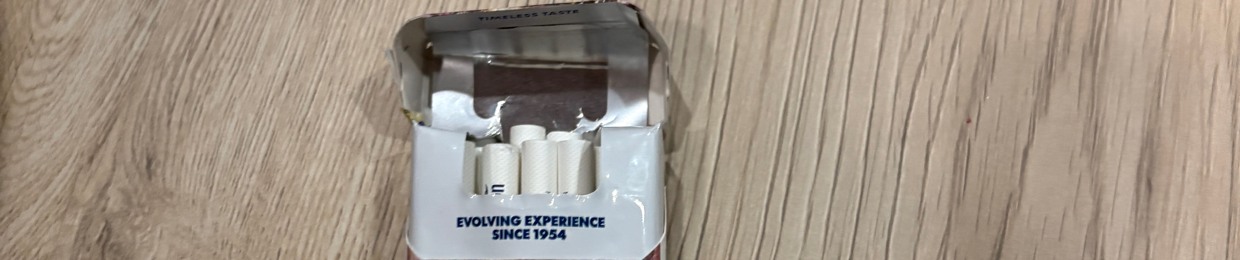 TIMELESS TASTE
EVOLVING EXPERIENCE
SINCE 1954